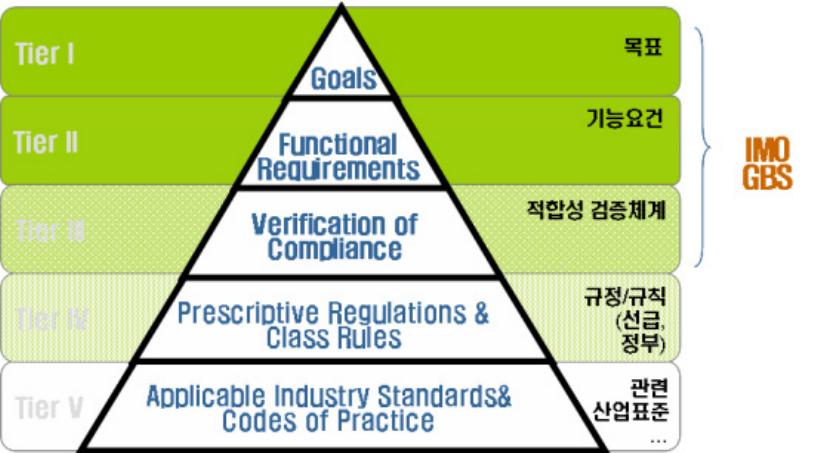 Tier I
Goals
목표
Tier II
Functional
Requirements
기능요건
Tier III
Verification of
Compliance
적합성 검증체계
Tier IV
Prescriptive Regulations &
Class Rules
규정/규칙
(선급,
정부)
Tier V
Applicable Industry Standards&
Codes of Practice
관련
산업표준
...
IMO
GBS